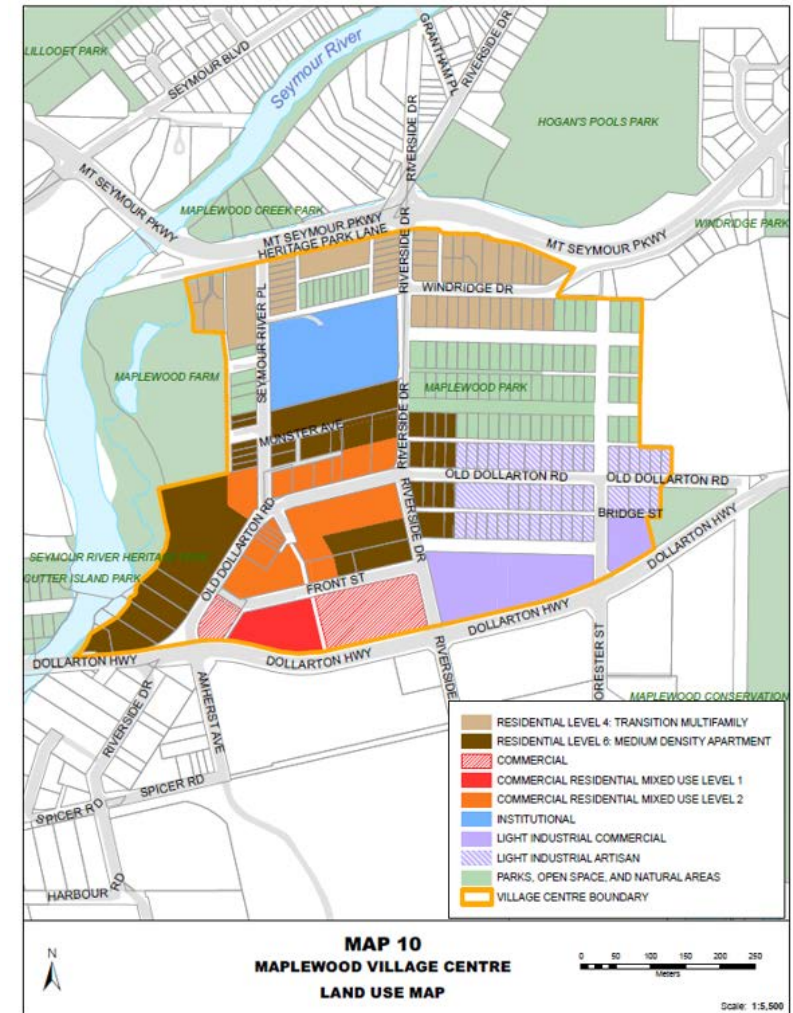 GRANTHAM PL
RIVERSIDE DR
LILLOOET PARK
SEYMOUR BLVD
Seymour River
HOGAN'S POOLS PARK
RIVERSIDE DR
MT SEYMOUR PKWY
MAPLEWOOD CREEK PARK
WINDRIDGE PARK
MT SEYMOUR PKWY
HERITAGE PARK LANE
MT SEYMOUR PKWY
RIVERSIDE DR
WINDRIDGE DR
SEYMOUR RIVER PL
MAPLEWOOD FARM
MAPLEWOOD PARK
RIVERSIDE DR
MUNSTER AVE
OLD DOLLARTON RD
OLD DOLLARTON RD
RIVERSIDE DR
BRIDGE ST
OLD DOLLARTON RD
DOLLARTON HWY
SEYMOUR RIVER HERITAGE
CUTTER ISLAND PARK
FRONT ST
DOLLARTON HWY
DOLLARTON HWY
DOLLARTON HWY
RIVERSIDE
ORESTER ST
RIVERSIDE DR
AMHERST AVE
MAPLEWOOD CONSERVATION
SPICER RD
SPICER RD
HARBOUR RD
RESIDENTIAL LEVEL 4: TRANSITION MULTIFAMILY
RESIDENTIAL LEVEL 6: MEDIUM DENSITY APARTMENT
COMMERCIAL
COMMERCIAL RESIDENTIAL MIXED USE LEVEL 1
COMMERCIAL RESIDENTIAL MIXED USE LEVEL 2
INSTITUTIONAL
LIGHT INDUSTRIAL COMMERCIAL
LIGHT INDUSTRIAL ARTISAN
PARKS, OPEN SPACE, AND NATURAL AREAS
VILLAGE CENTRE BOUNDARY
N
MAP 10
MAPLEWOOD VILLAGE CENTRE
LAND USE MAP
0 50 100 150 200 250
Meters
Scale: 1:5,500